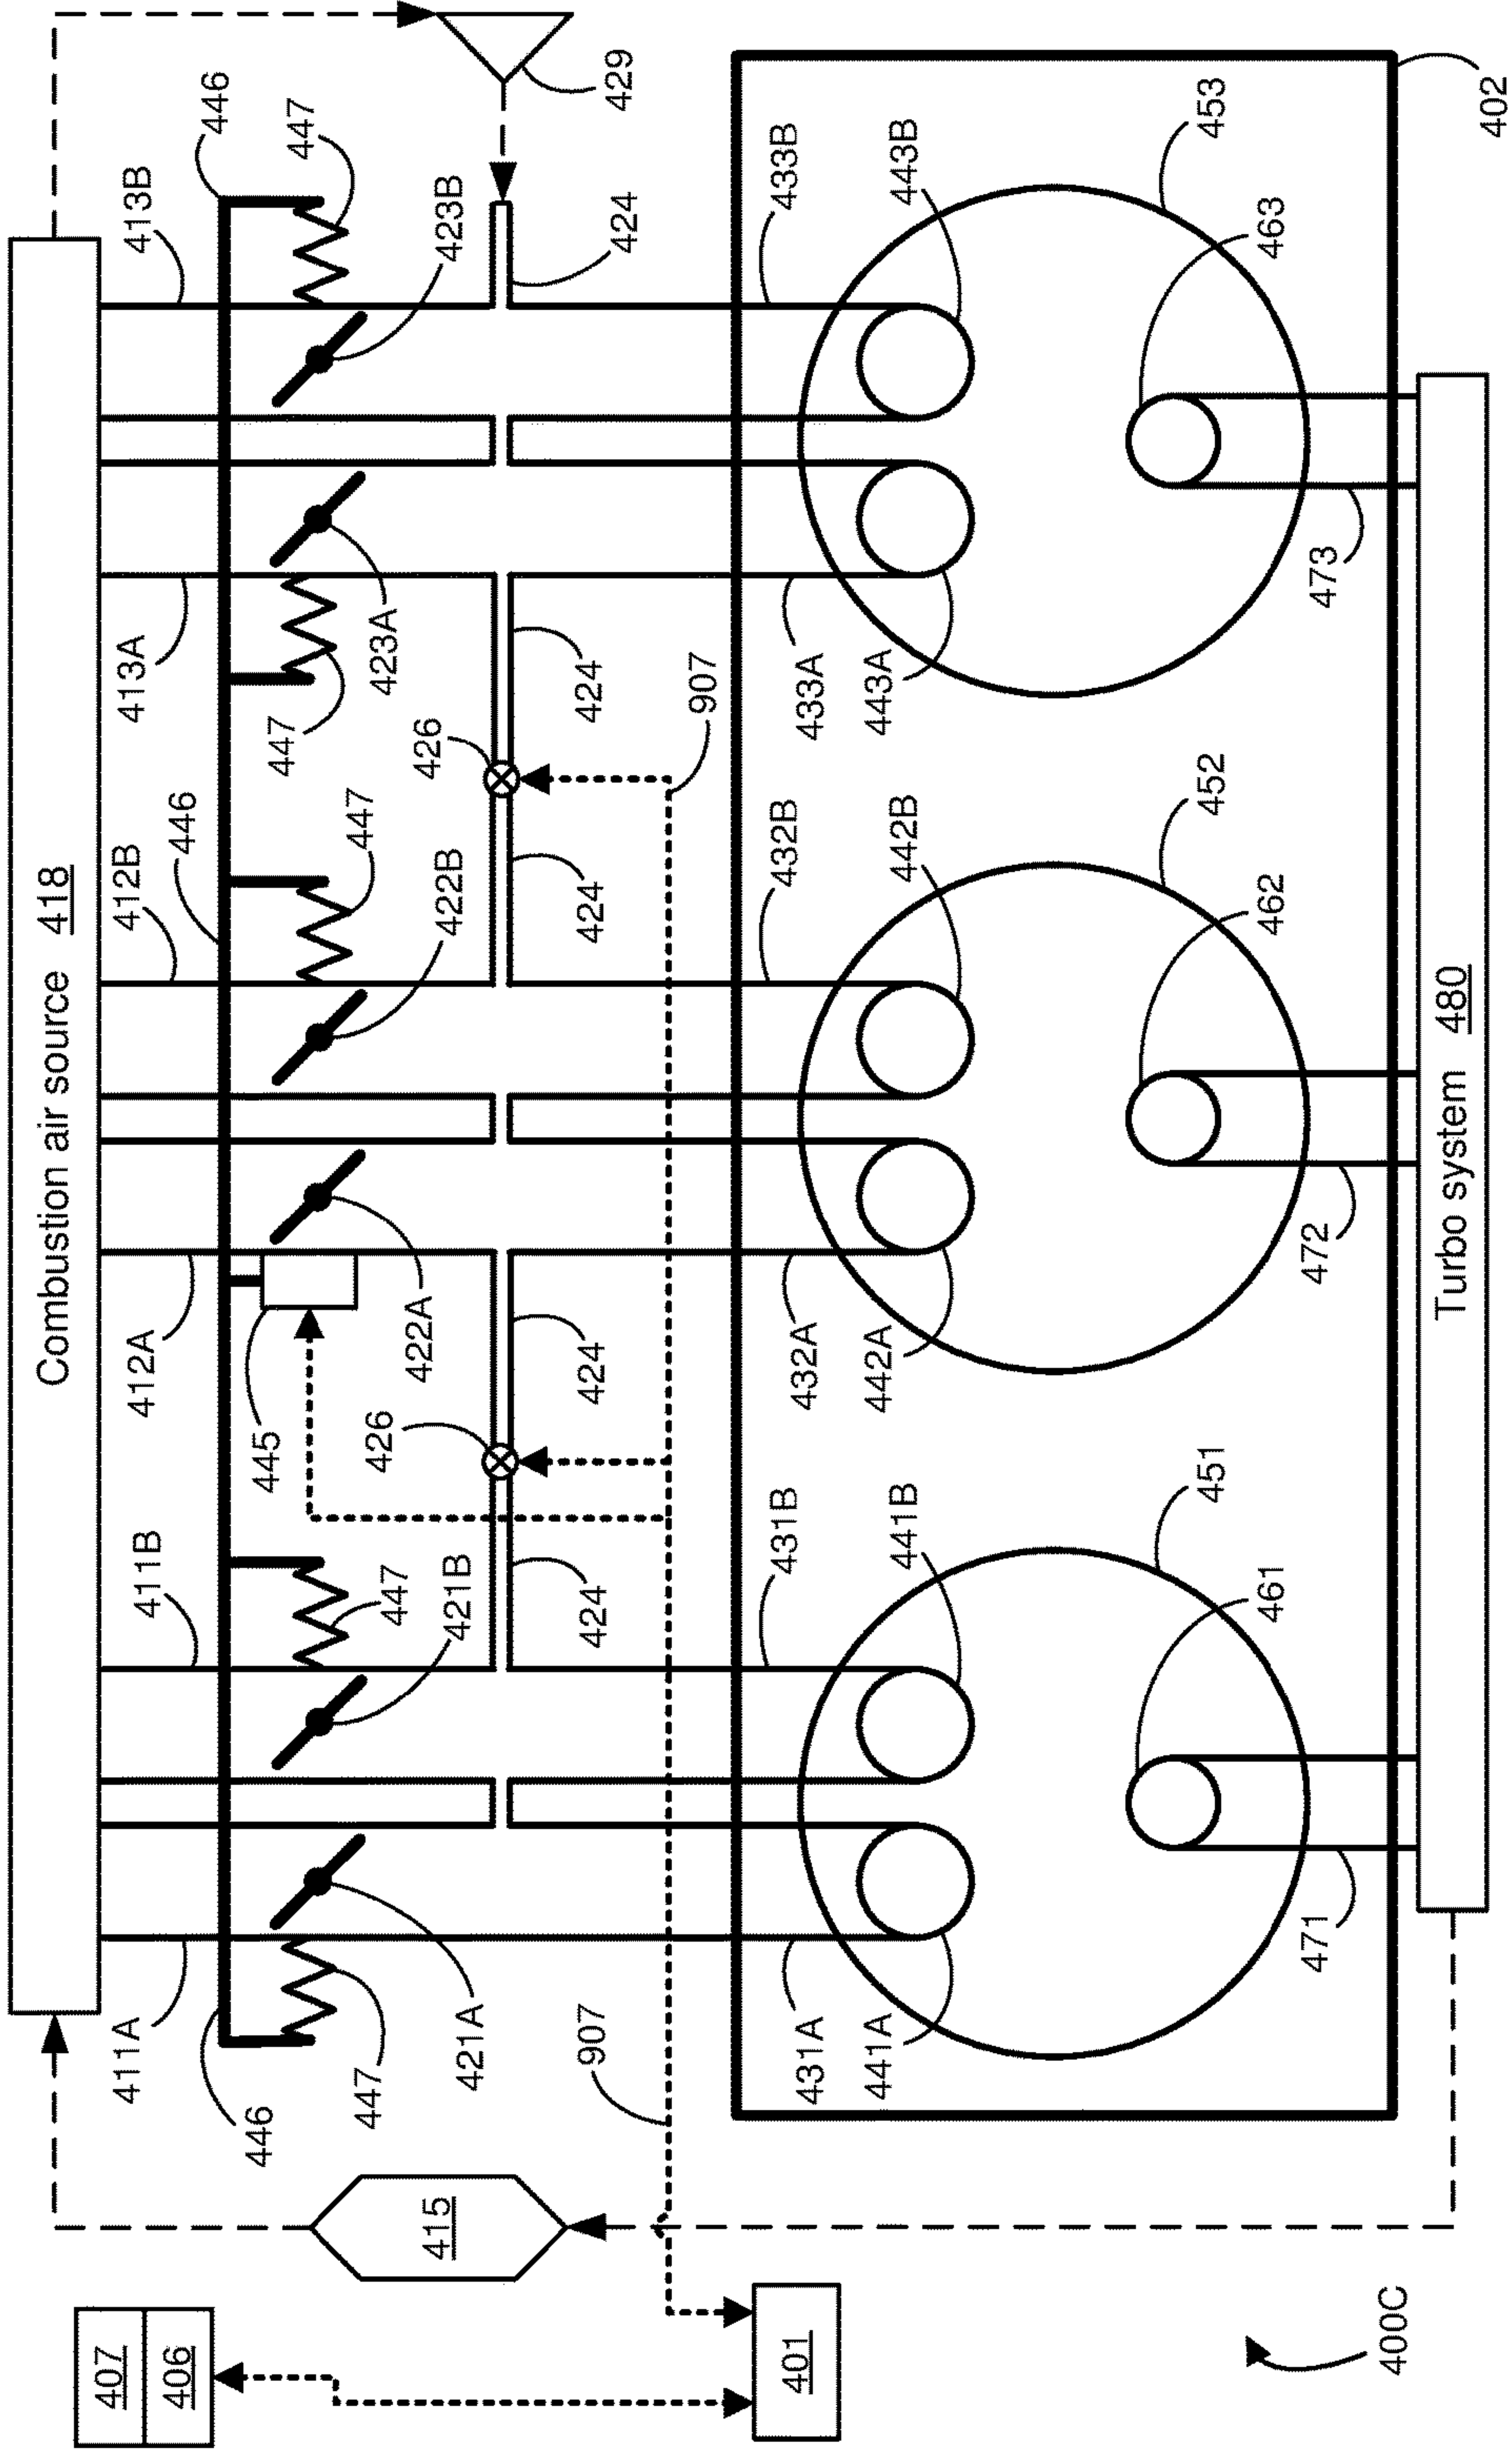 Combustion air source 418
411A
411B
412A
412B
413A
413B
446
446
446
447
447
447
447
447
445
421A
421B
422A
422B
423A
423B
426
426
424
424
424
424
424
429
415
907
907
407
406
401
431A
431B
432A
432B
433A
433B
441A
441B
442A
442B
443A
443B
451
452
453
461
462
463
471
472
473
402
Turbo system 480
400C